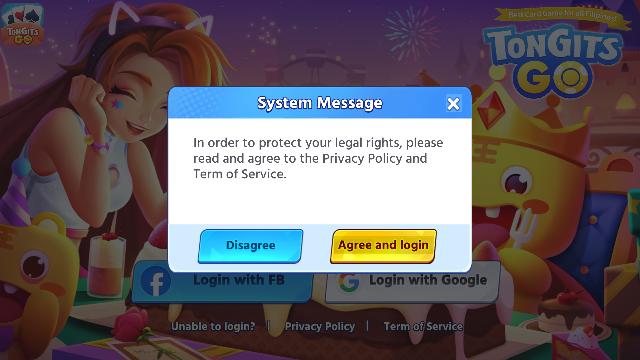 TONGITS
GO
Best Card Game for all Filipinos!
TONGITS
GO
System Message
In order to protect your legal rights, please
read and agree to the Privacy Policy and
Term of Service.
Disagree
Agree and login
Login with FB
Login with Google
Unable to login? | Privacy Policy | Term of Service